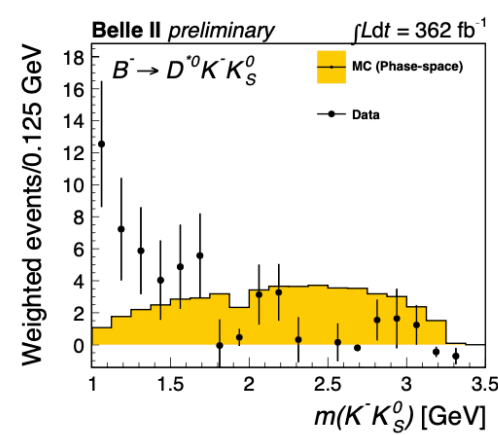 Belle II preliminary ∫Ldt = 362 fb⁻¹
B⁻→ D*⁰K⁻K⁰S
MC (Phase-space)
Data
Weighted events/0.125 GeV
18
16
14
12
10
8
6
4
2
0
1 1.5 2 2.5 3 3.5
m(K⁻K⁰S) [GeV]